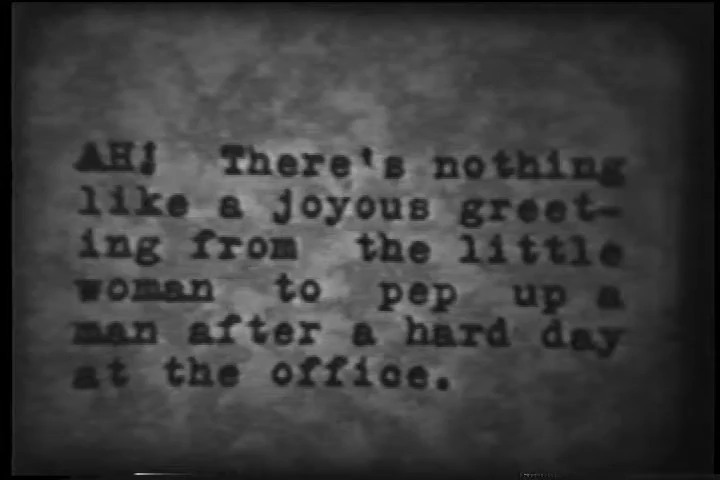 AH! There's nothing
like a joyous greet-
ing from the little
woman to pep up a
man after a hard day
at the office.